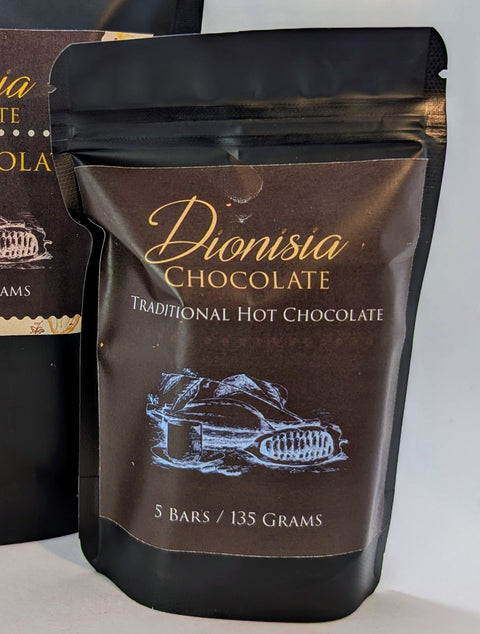 Dionisia
CHOCOLATE
TRADITIONAL HOT CHOCOLATE
5 BARS / 135 GRAMS